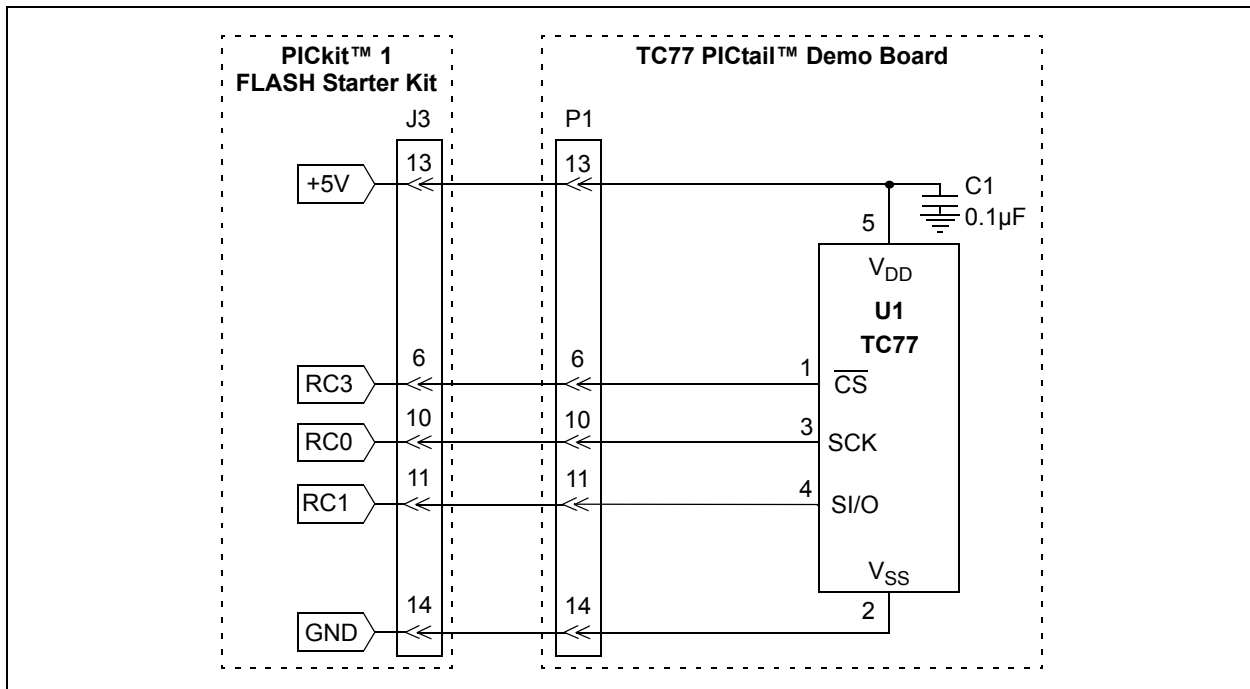 PICkit™ 1
FLASH Starter Kit
TC77 PICtail™ Demo Board
J3
P1
+5V
13
13
C1
0.1µF
5
VDD
U1
TC77
RC3
6
6
1
CS
RC0
10
10
3
SCK
RC1
11
11
4
SI/O
VSS
2
GND
14
14